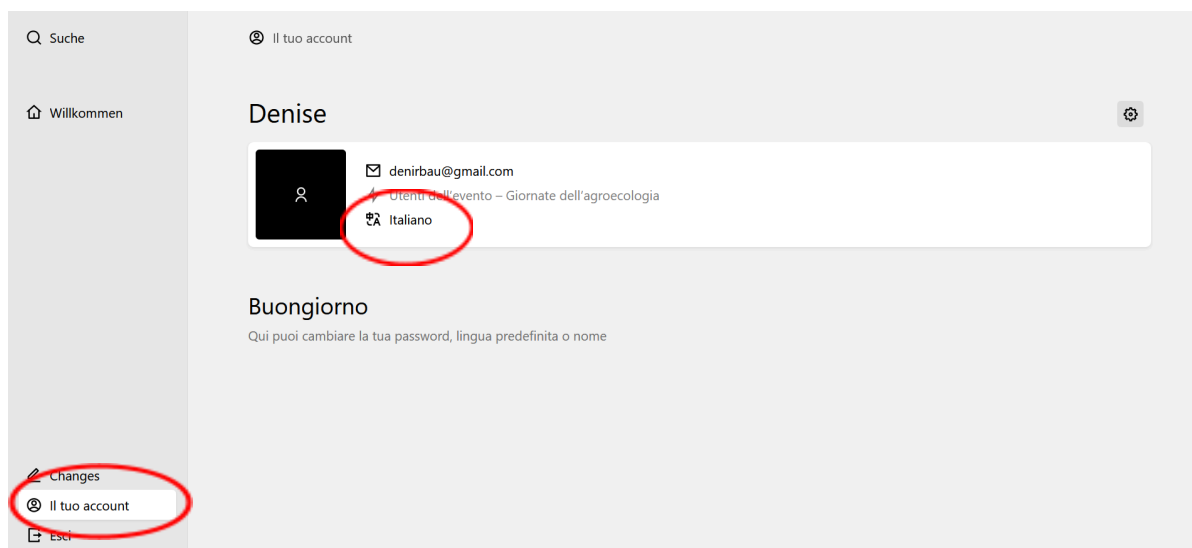 Suche
Il tuo account
Willkommen
Denise
denirbau@gmail.com
Utenti dell'evento – Giornate dell'agroecologia
Italiano
Buongiorno
Qui puoi cambiare la tua password, lingua predefinita o nome
Changes
Il tuo account
Esci